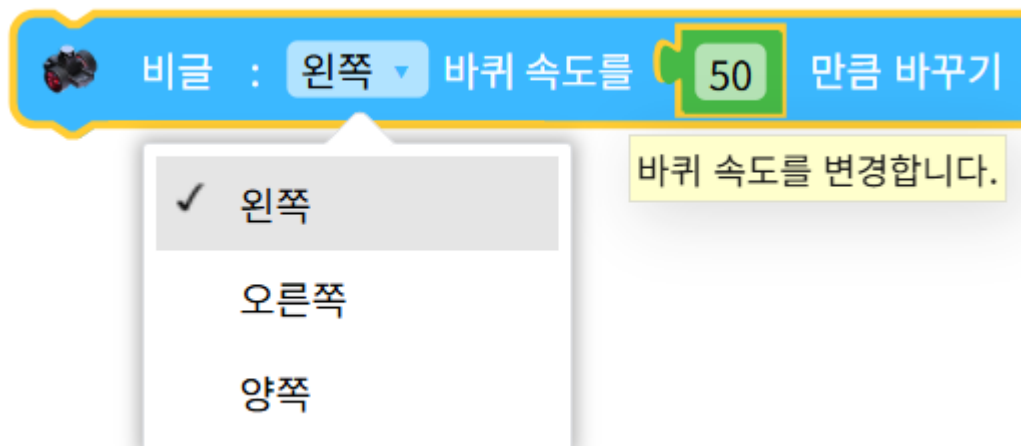 비글 : 왼쪽 바퀴 속도를 50 만큼 바꾸기
바퀴 속도를 변경합니다.
왼쪽
오른쪽
양쪽